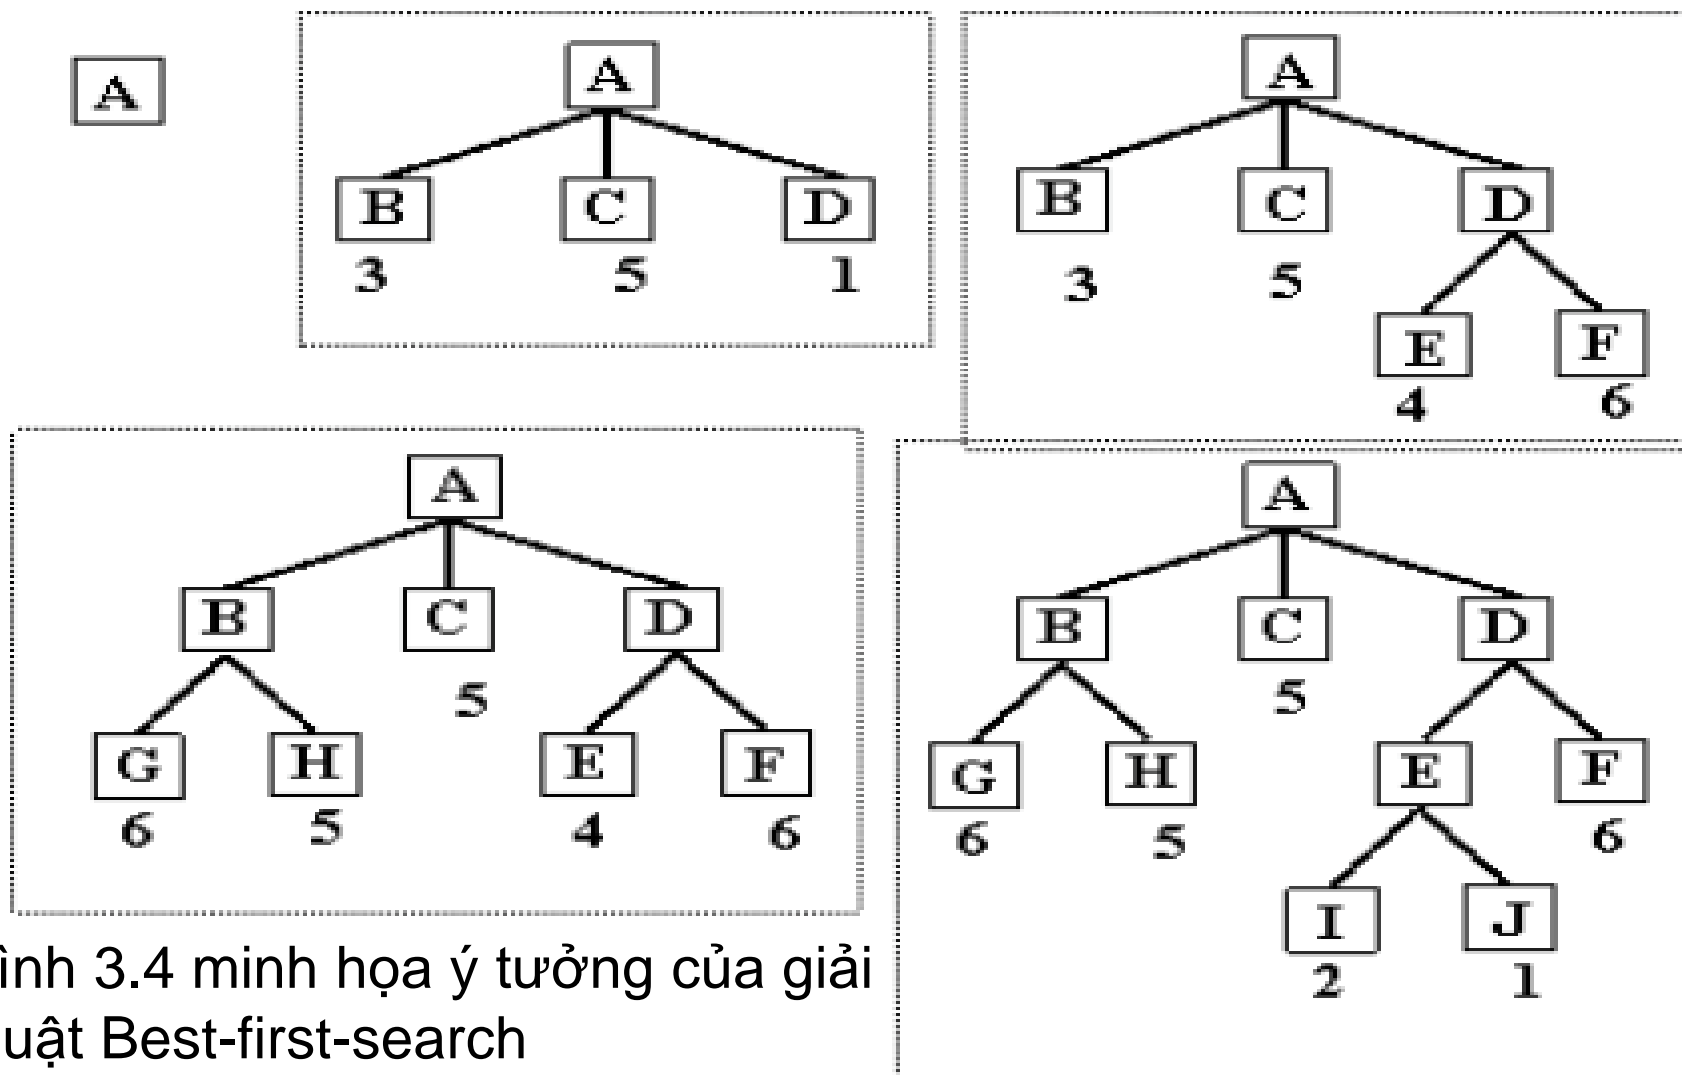 A
A
B C D
3 5 1
A
B C D
3 5
E F
4 6
A
B C D
5
G H E F
6 5 4 6
A
B C D
5
G H E F
6 5 6
I J
2 1
ình 3.4 minh họa ý tưởng của giải
uật Best-first-search